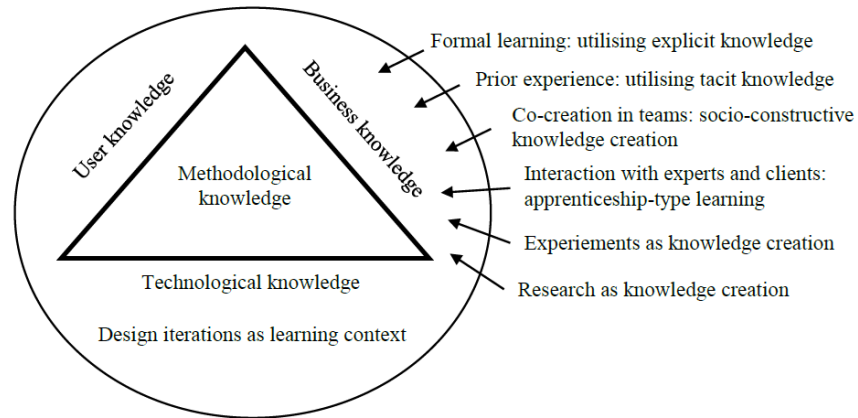 User knowledge
Business knowledge
Methodological
knowledge
Technological knowledge
Design iterations as learning context
Formal learning: utilising explicit knowledge
Prior experience: utilising tacit knowledge
Co-creation in teams: socio-constructive
knowledge creation
Interaction with experts and clients:
apprenticeship-type learning
Experiements as knowledge creation
Research as knowledge creation